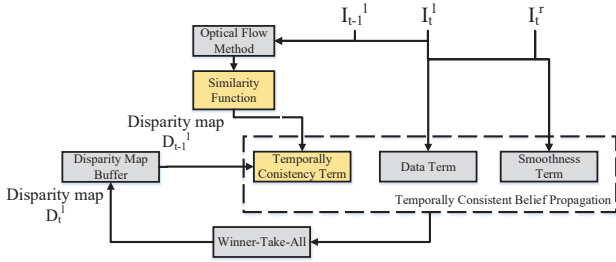 I_{t-1}^l
I_t^l
I_t^r
Optical Flow
Method
Similarity
Function
Disparity map
D_{t-1}^l
Disparity Map
Buffer
Temporally
Conistency Term
Data Term
Smoothness
Term
Temporally Consistent Belief Propagation
Disparity map
D_t^l
Winner-Take-All